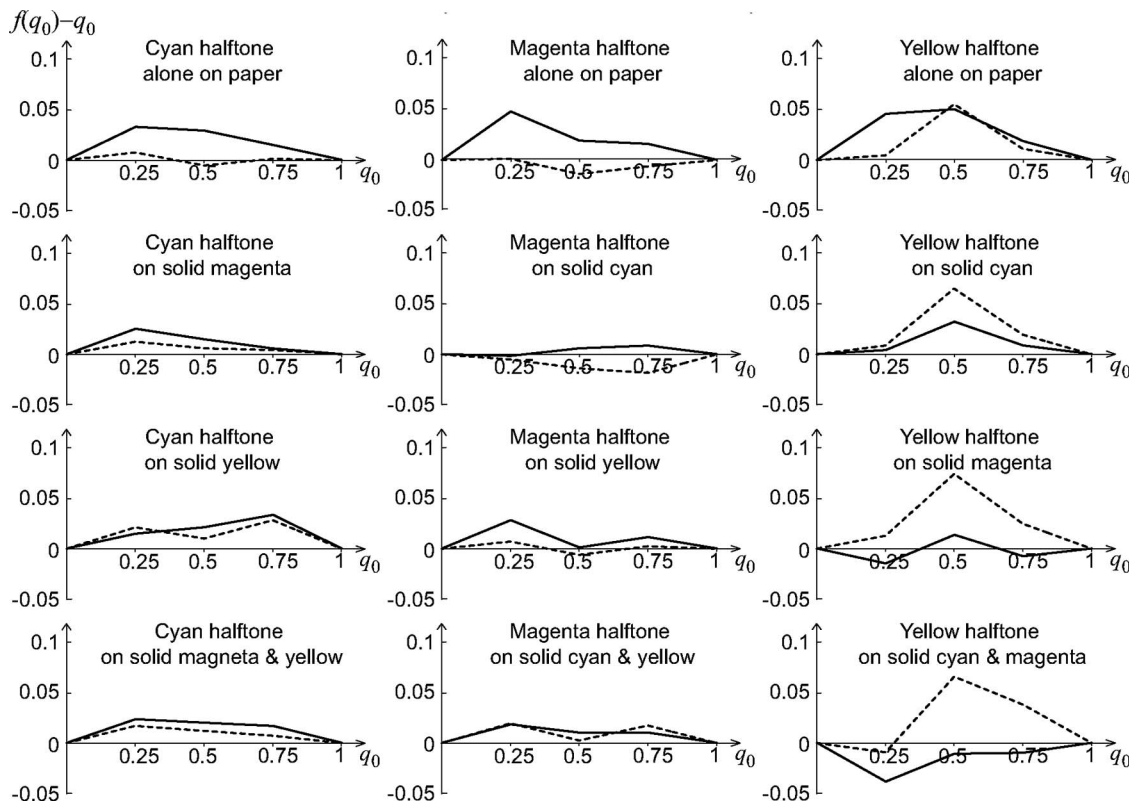 f(q0)–q0
Cyan halftone
alone on paper
0.1
0.05
0
-0.05
0.25 0.5 0.75 1 q0
Magenta halftone
alone on paper
0.1
0.05
0
-0.05
0.25 0.5 0.75 1 q0
Yellow halftone
alone on paper
0.1
0.05
0
-0.05
0.25 0.5 0.75 1 q0
Cyan halftone
on solid magenta
0.1
0.05
0
-0.05
0.25 0.5 0.75 1 q0
Magenta halftone
on solid cyan
0.1
0.05
0
-0.05
0.25 0.5 0.75 1 q0
Yellow halftone
on solid cyan
0.1
0.05
0
-0.05
0.25 0.5 0.75 1 q0
Cyan halftone
on solid yellow
0.1
0.05
0
-0.05
0.25 0.5 0.75 1 q0
Magenta halftone
on solid yellow
0.1
0.05
0
-0.05
0.25 0.5 0.75 1 q0
Yellow halftone
on solid magenta
0.1
0.05
0
-0.05
0.25 0.5 0.75 1 q0
Cyan halftone
on solid magneta & yellow
0.1
0.05
0
-0.05
0.25 0.5 0.75 1 q0
Magenta halftone
on solid cyan & yellow
0.1
0.05
0
-0.05
0.25 0.5 0.75 1 q0
Yellow halftone
on solid cyan & magenta
0.1
0.05
0
-0.05
0.25 0.5 0.75 1 q0